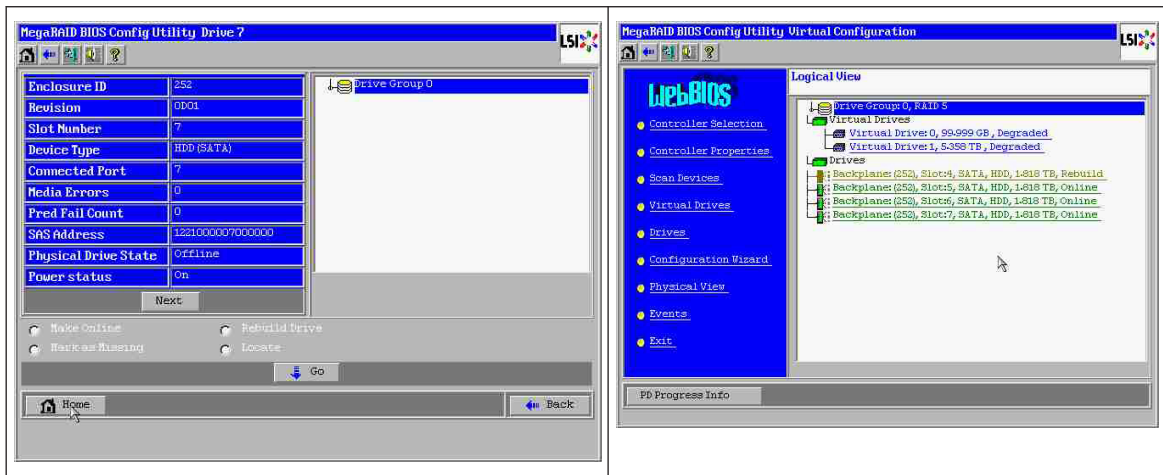 MegaRAID BIOS Config Utility Drive 7
LSI
Enclosure ID 252
Revision 0D01
Slot Number 7
Device Type HDD (SATA)
Connected Port 7
Media Errors 0
Pred Fail Count 0
SAS Address 1221000007000000
Physical Drive State Offline
Power status On
Next
Drive Group 0
Make Online Rebuild Drive
Mark as Missing Locate
Go
Home Back
MegaRAID BIOS Config Utility Virtual Configuration
LSI
WebBIOS
Controller Selection
Controller Properties
Scan Devices
Virtual Drives
Drives
Configuration Wizard
Physical View
Events
Exit
Logical View
Drive Group: 0, RAID 5
Virtual Drives
Virtual Drive: 0, 99.999 GB, Degraded
Virtual Drive: 1, 5.358 TB, Degraded
Drives
Backplane: (252), Slot: 4, SATA, HDD, 1.818 TB, Rebuild
Backplane: (252), Slot: 5, SATA, HDD, 1.818 TB, Online
Backplane: (252), Slot: 6, SATA, HDD, 1.818 TB, Online
Backplane: (252), Slot: 7, SATA, HDD, 1.818 TB, Online
PD Progress Info